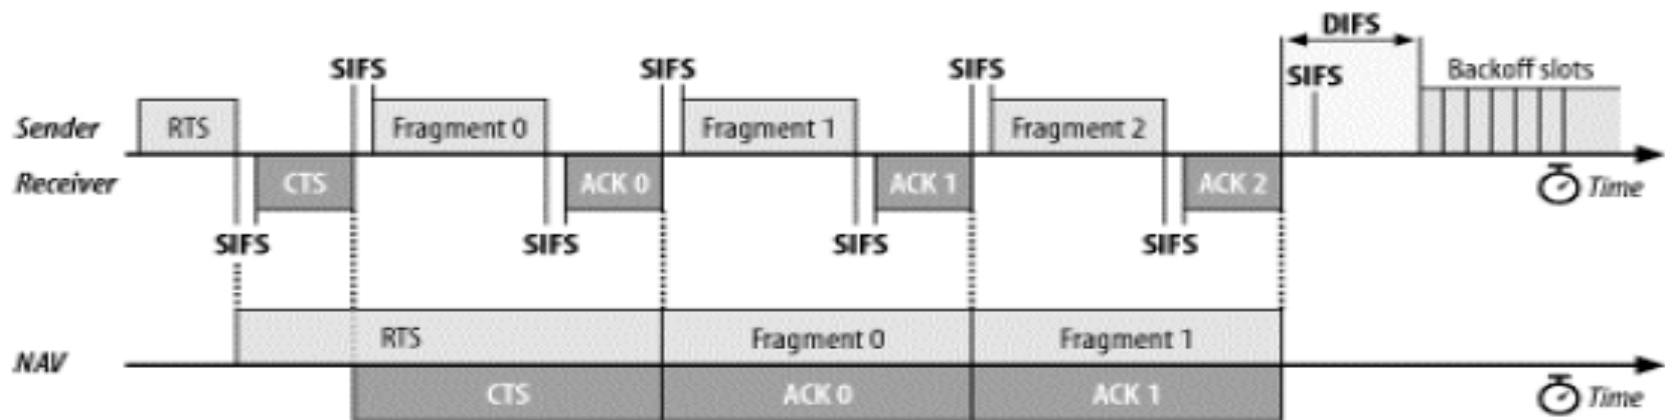 DIFS
SIFS SIFS SIFS SIFS Backoff slots
Sender RTS Fragment 0 Fragment 1 Fragment 2
Receiver CTS ACK 0 ACK 1 ACK 2 Time
SIFS SIFS SIFS SIFS
RTS Fragment 0 Fragment 1
NAV
CTS ACK 0 ACK 1 Time